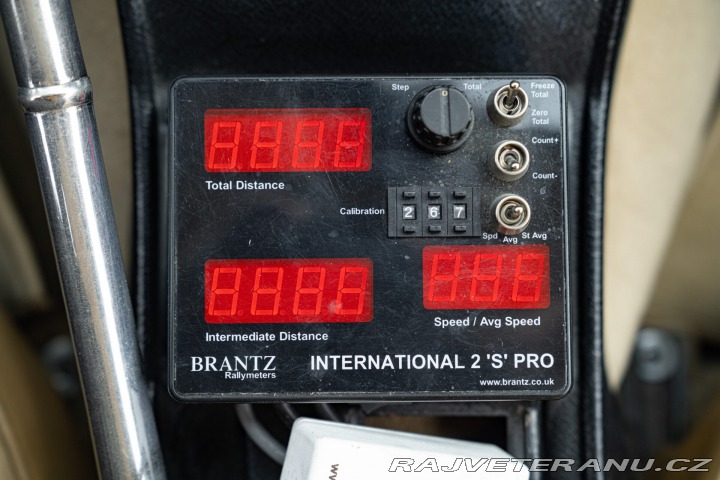 Step
Total
Freeze
Total
Zero
Total
Total Distance
Count+
Count-
Calibration
2 6 7
Spd Avg St Avg
Intermediate Distance
Speed / Avg Speed
BRANTZ
Rallymeters
INTERNATIONAL 2 'S' PRO
www.brantz.co.uk
RAJVETERANU.CZ